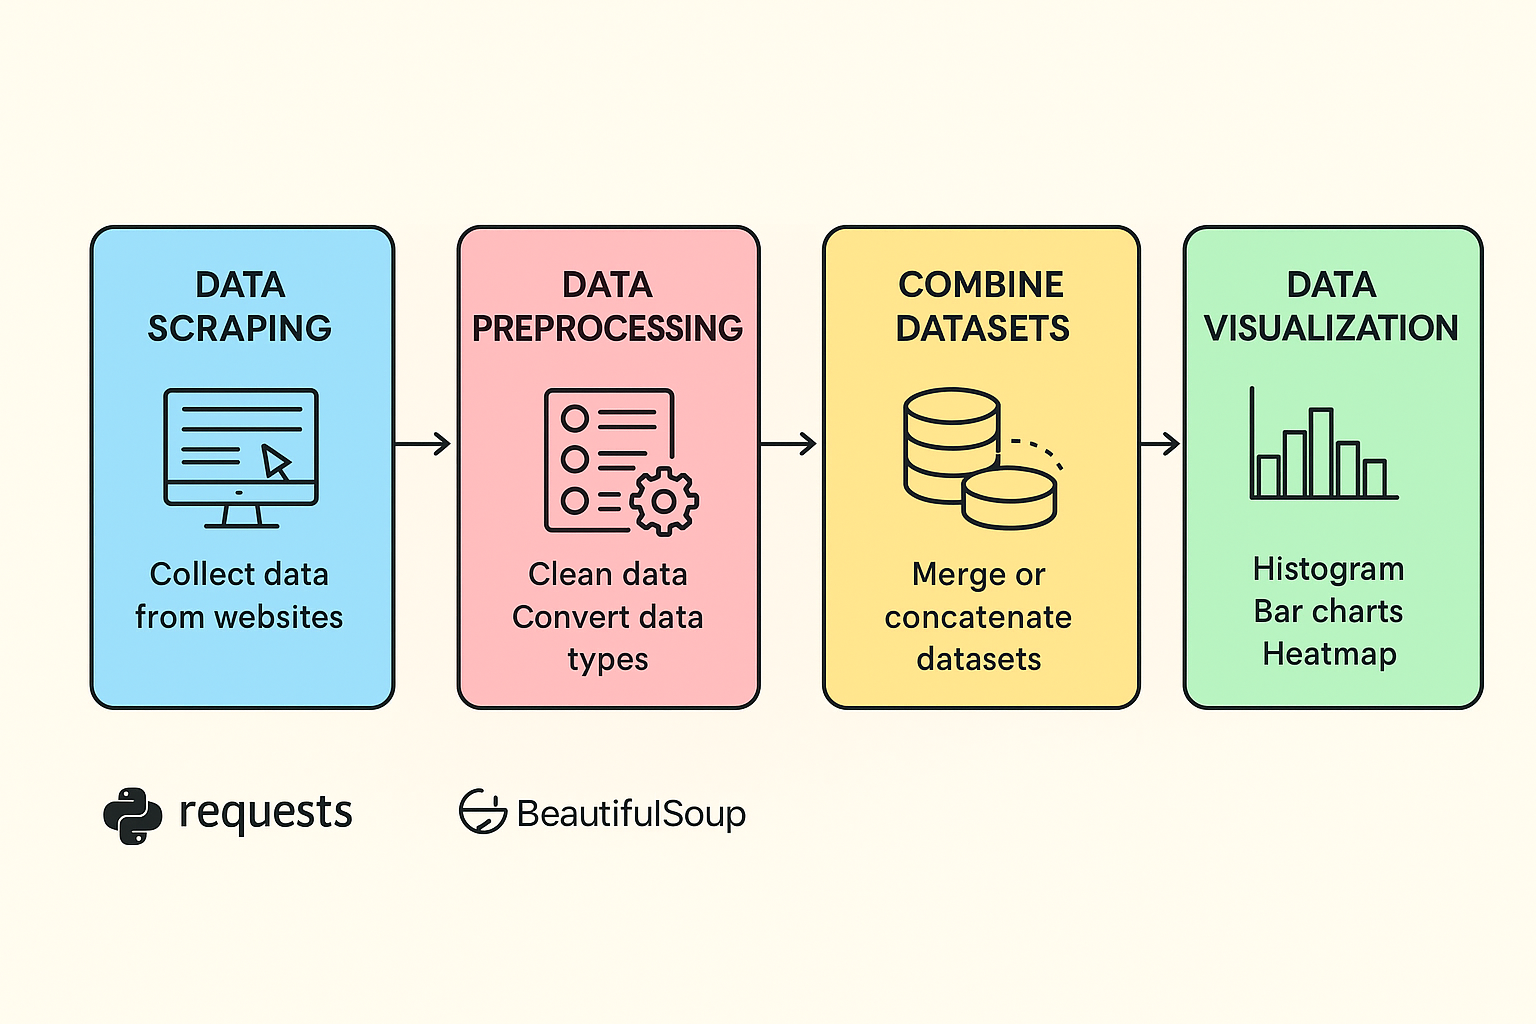 DATA
SCRAPING
Collect data
from websites
DATA
PREPROCESSING
Clean data
Convert data
types
COMBINE
DATASETS
Merge or
concatenate
datasets
DATA
VISUALIZATION
Histogram
Bar charts
Heatmap
requests
BeautifulSoup